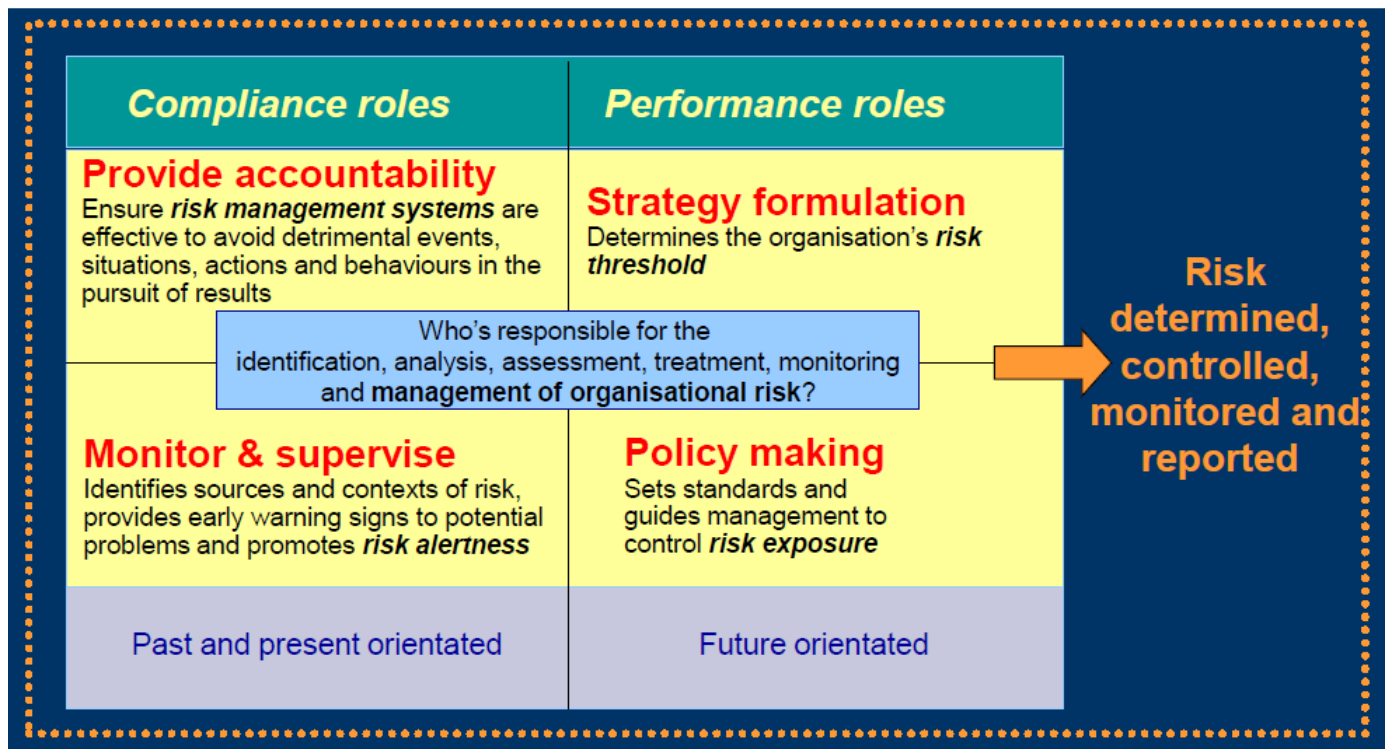 Compliance roles
Performance roles
Provide accountability
Ensure risk management systems are
effective to avoid detrimental events,
situations, actions and behaviours in the
pursuit of results
Strategy formulation
Determines the organisation's risk
threshold
Who's responsible for the
identification, analysis, assessment, treatment, monitoring
and management of organisational risk?
Monitor & supervise
Identifies sources and contexts of risk,
provides early warning signs to potential
problems and promotes risk alertness
Policy making
Sets standards and
guides management to
control risk exposure
Past and present orientated
Future orientated
Risk
determined,
controlled,
monitored and
reported